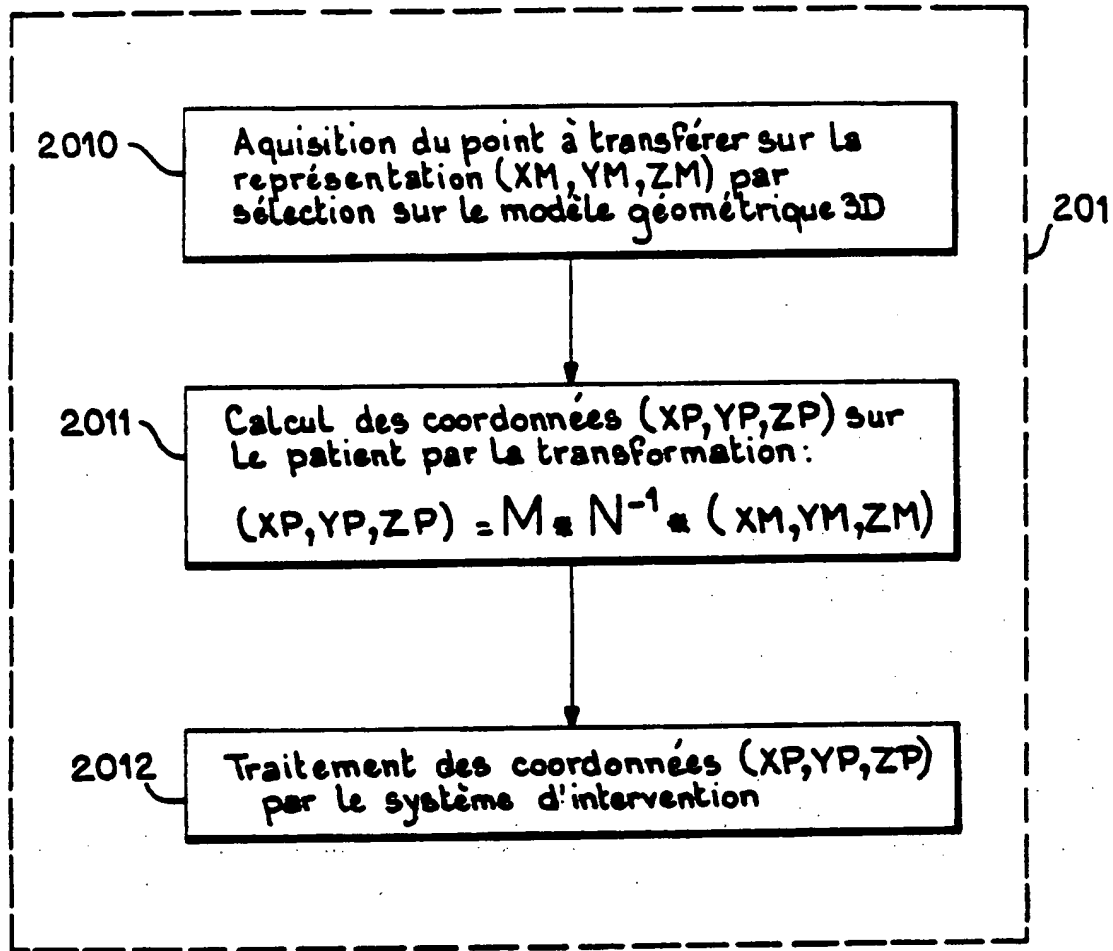 2010
Aquisition du point à transférer sur la
représentation (XM, YM, ZM) par
sélection sur le modèle géométrique 3D
201
2011
Calcul des coordonnées (XP, YP, ZP) sur
le patient par la transformation :
(XP, YP, ZP) = M * N⁻¹ * (XM, YM, ZM)
2012
Traitement des coordonnées (XP, YP, ZP)
par le système d'intervention